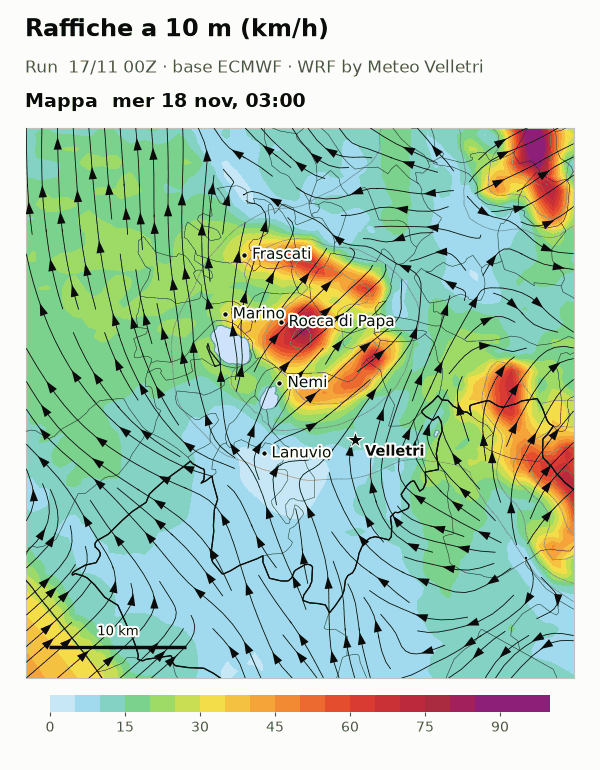 Raffiche a 10 m (km/h)
Run  17/11 00Z · base ECMWF · WRF by Meteo Velletri
Mappa  mer 18 nov, 03:00
Frascati
Marino
Rocca di Papa
Nemi
Velletri
Lanuvio
10 km
0 15 30 45 60 75 90